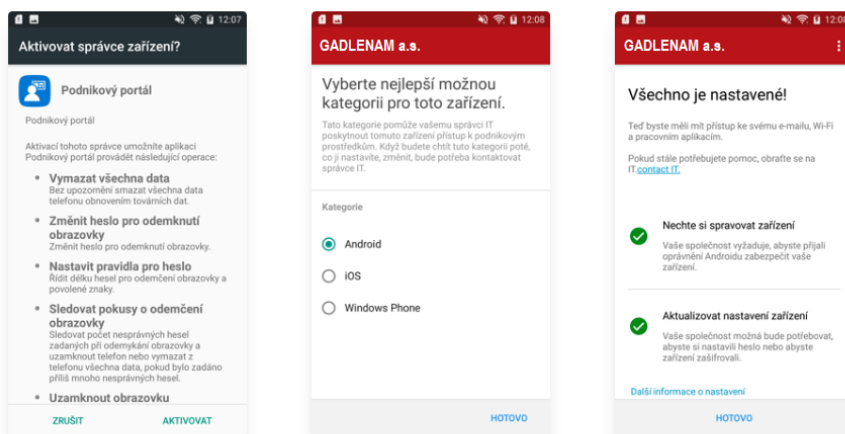 12:07
Aktivovat správce zařízení?
Podnikový portál
Podnikový portál
Aktivací tohoto správce umožníte aplikaci
Podnikový portál provádět následující operace:
• Vymazat všechna data
Bez upozornění smazat všechna data
telefonu obnovením továrních dat.
• Změnit heslo pro odemknutí
obrazovky
Změnit heslo pro odemknutí obrazovky.
• Nastavit pravidla pro heslo
Řídit délku hesel pro odemčení obrazovky a
povolené znaky.
• Sledovat pokusy o odemčení
obrazovky
Sledovat počet nesprávných hesel
zadaných při odemykání obrazovky a
uzamknout telefon nebo vymazat z
telefonu všechna data, pokud bylo zadáno
příliš mnoho nesprávných hesel.
• Uzamknout obrazovku
ZRUŠIT AKTIVOVAT
12:08
GADLENAM a.s.
Vyberte nejlepší možnou
kategorii pro toto zařízení.
Tato kategorie pomůže vašemu správci IT
poskytnout tomuto zařízení přístup k podnikovým
prostředkům. Když budete chtít tuto kategorii poté,
co ji nastavíte, změnit, bude potřeba kontaktovat
správce IT.
Kategorie
Android
iOS
Windows Phone
HOTOVO
12:08
GADLENAM a.s.
Všechno je nastavené!
Teď byste měli mít přístup ke svému e-mailu, Wi-Fi
a pracovním aplikacím.
Pokud stále potřebujete pomoc, obraťte se na
IT.contact IT.
Nechte si spravovat zařízení
Vaše společnost vyžaduje, abyste přijali
oprávnění Androidu zabezpečit vaše
zařízení.
Aktualizovat nastavení zařízení
Vaše společnost možná bude potřebovat,
abyste si nastavili heslo nebo abyste
zařízení zašifrovali.
Další informace o nastavení
HOTOVO